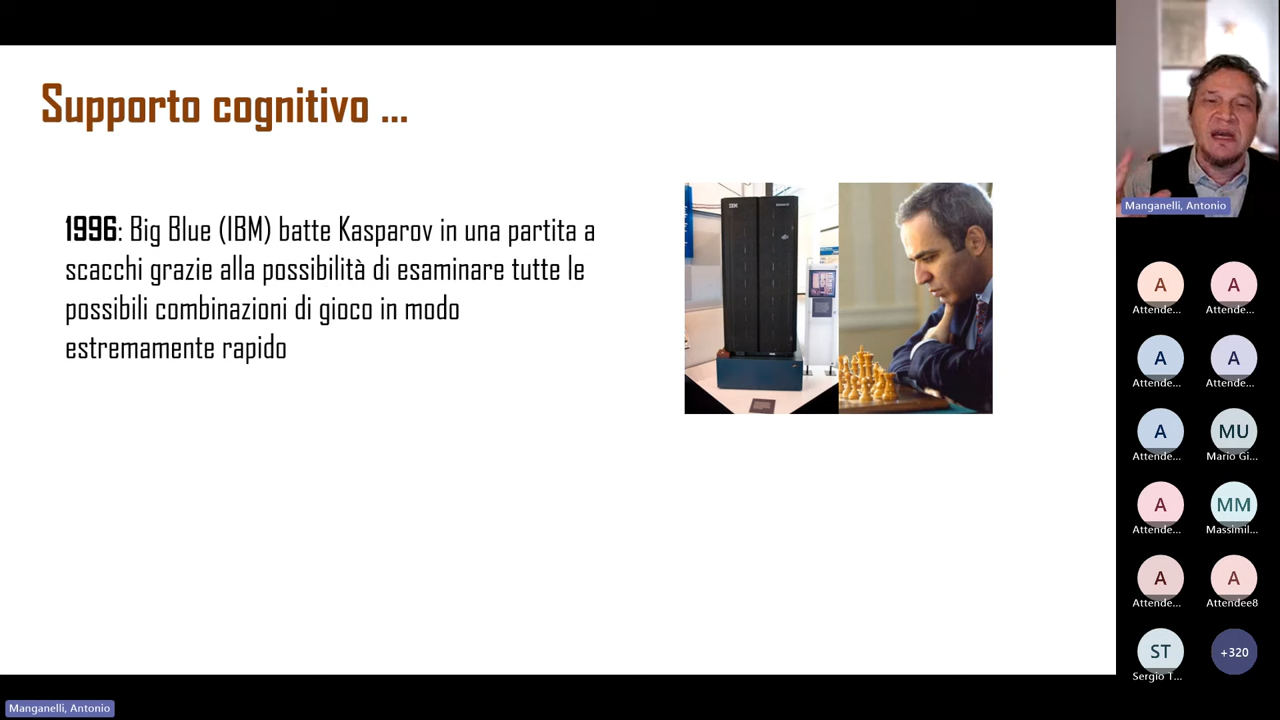 Supporto cognitivo ...
1996: Big Blue (IBM) batte Kasparov in una partita a
scacchi grazie alla possibilità di esaminare tutte le
possibili combinazioni di gioco in modo
estremamente rapido
IBM
Manganelli, Antonio
A
A
Attende...
Attende...
A
A
Attende...
Attende...
A
MU
Attende...
Mario Gi...
A
MM
Attende...
Massimil...
A
A
Attende...
Attendee8
ST
+320
Sergio T...
Manganelli, Antonio